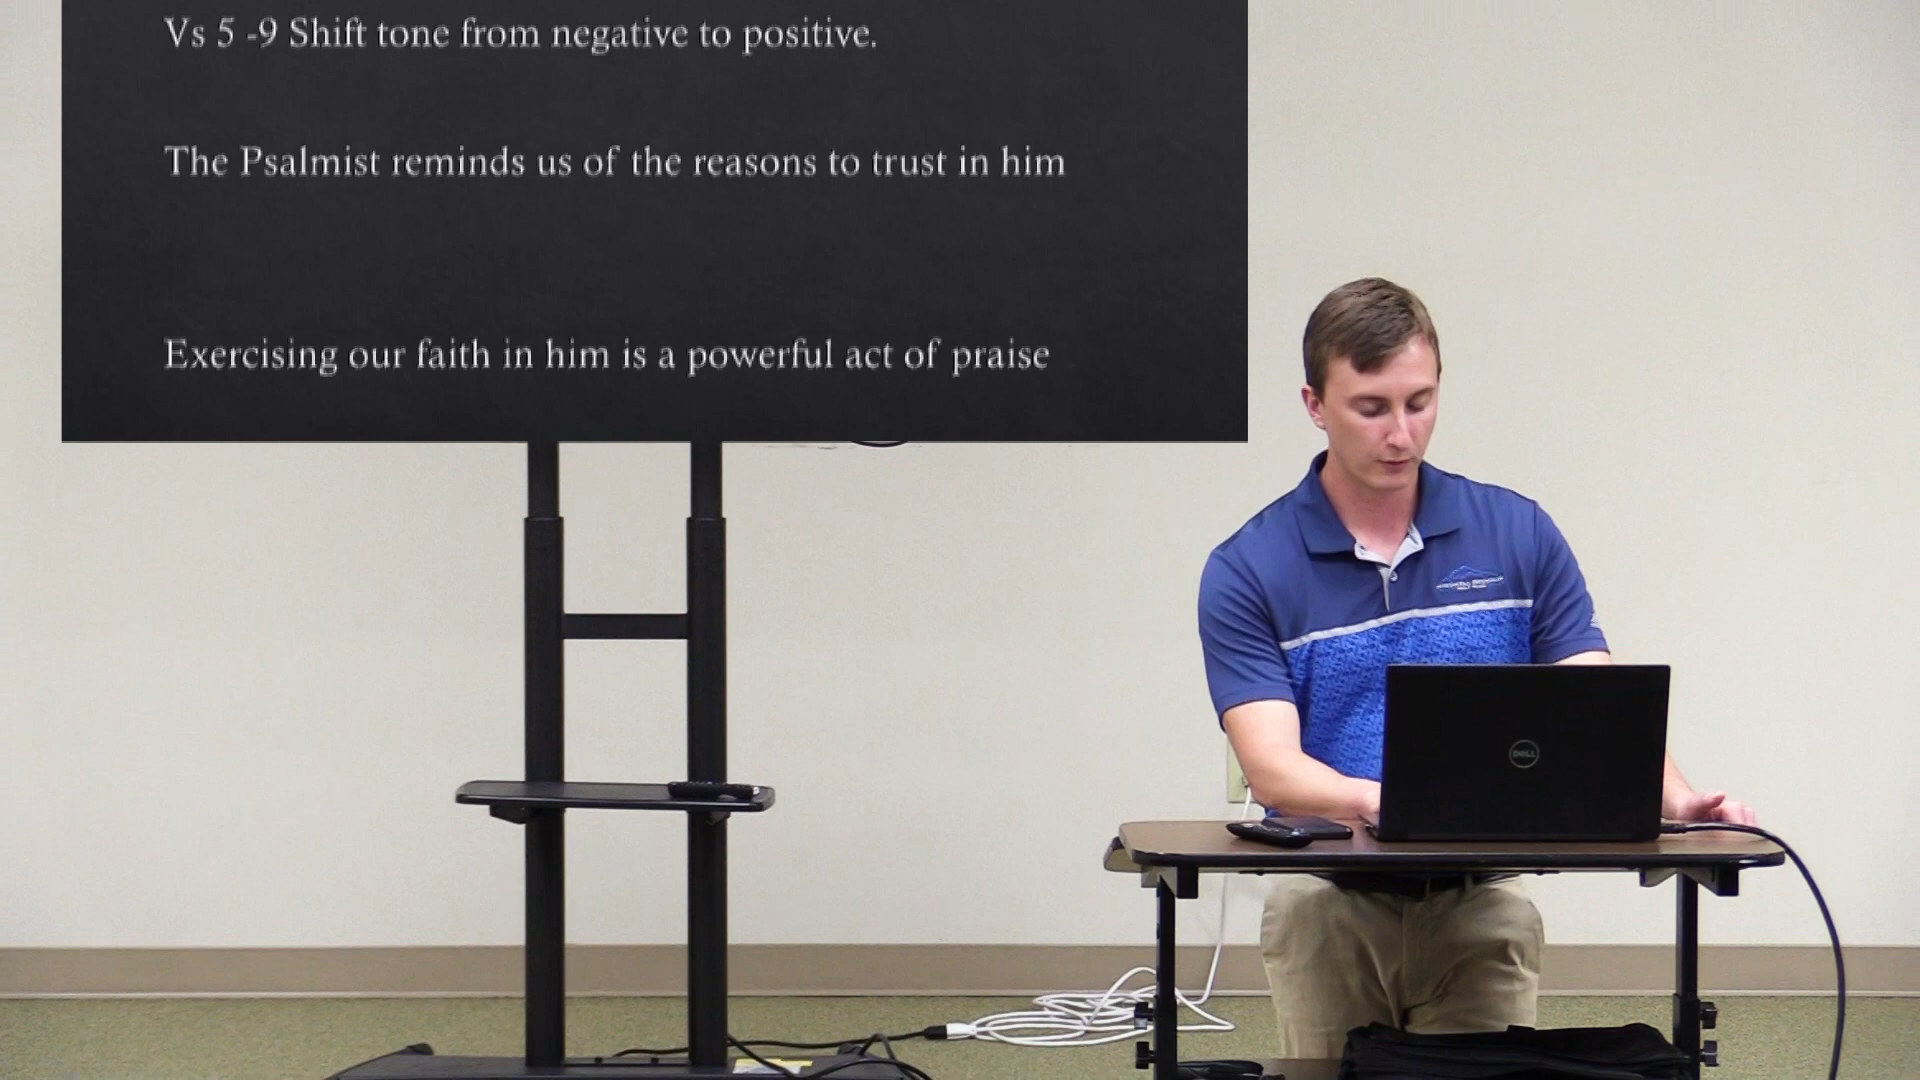 Vs 5 -9 Shift tone from negative to positive.
The Psalmist reminds us of the reasons to trust in him
Exercising our faith in him is a powerful act of praise
DELL